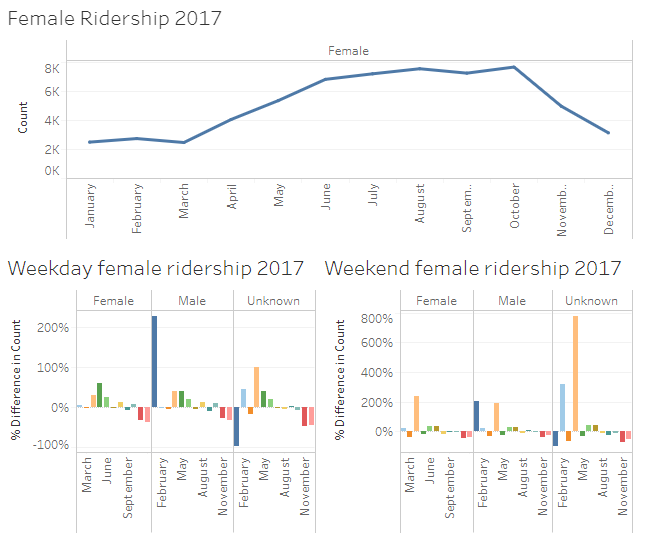 Female Ridership 2017
Female
8K
6K
4K
2K
0K
Count
January
February
March
April
May
June
July
August
Septem..
October
Novemb..
Decemb..
Weekday female ridership 2017
Female Male Unknown
200%
100%
0%
-100%
% Difference in Count
March
June
September
February
May
August
November
February
May
August
November
Weekend female ridership 2017
Female Male Unknown
800%
600%
400%
200%
0%
% Difference in Count
March
June
September
February
May
August
November
February
May
August
November